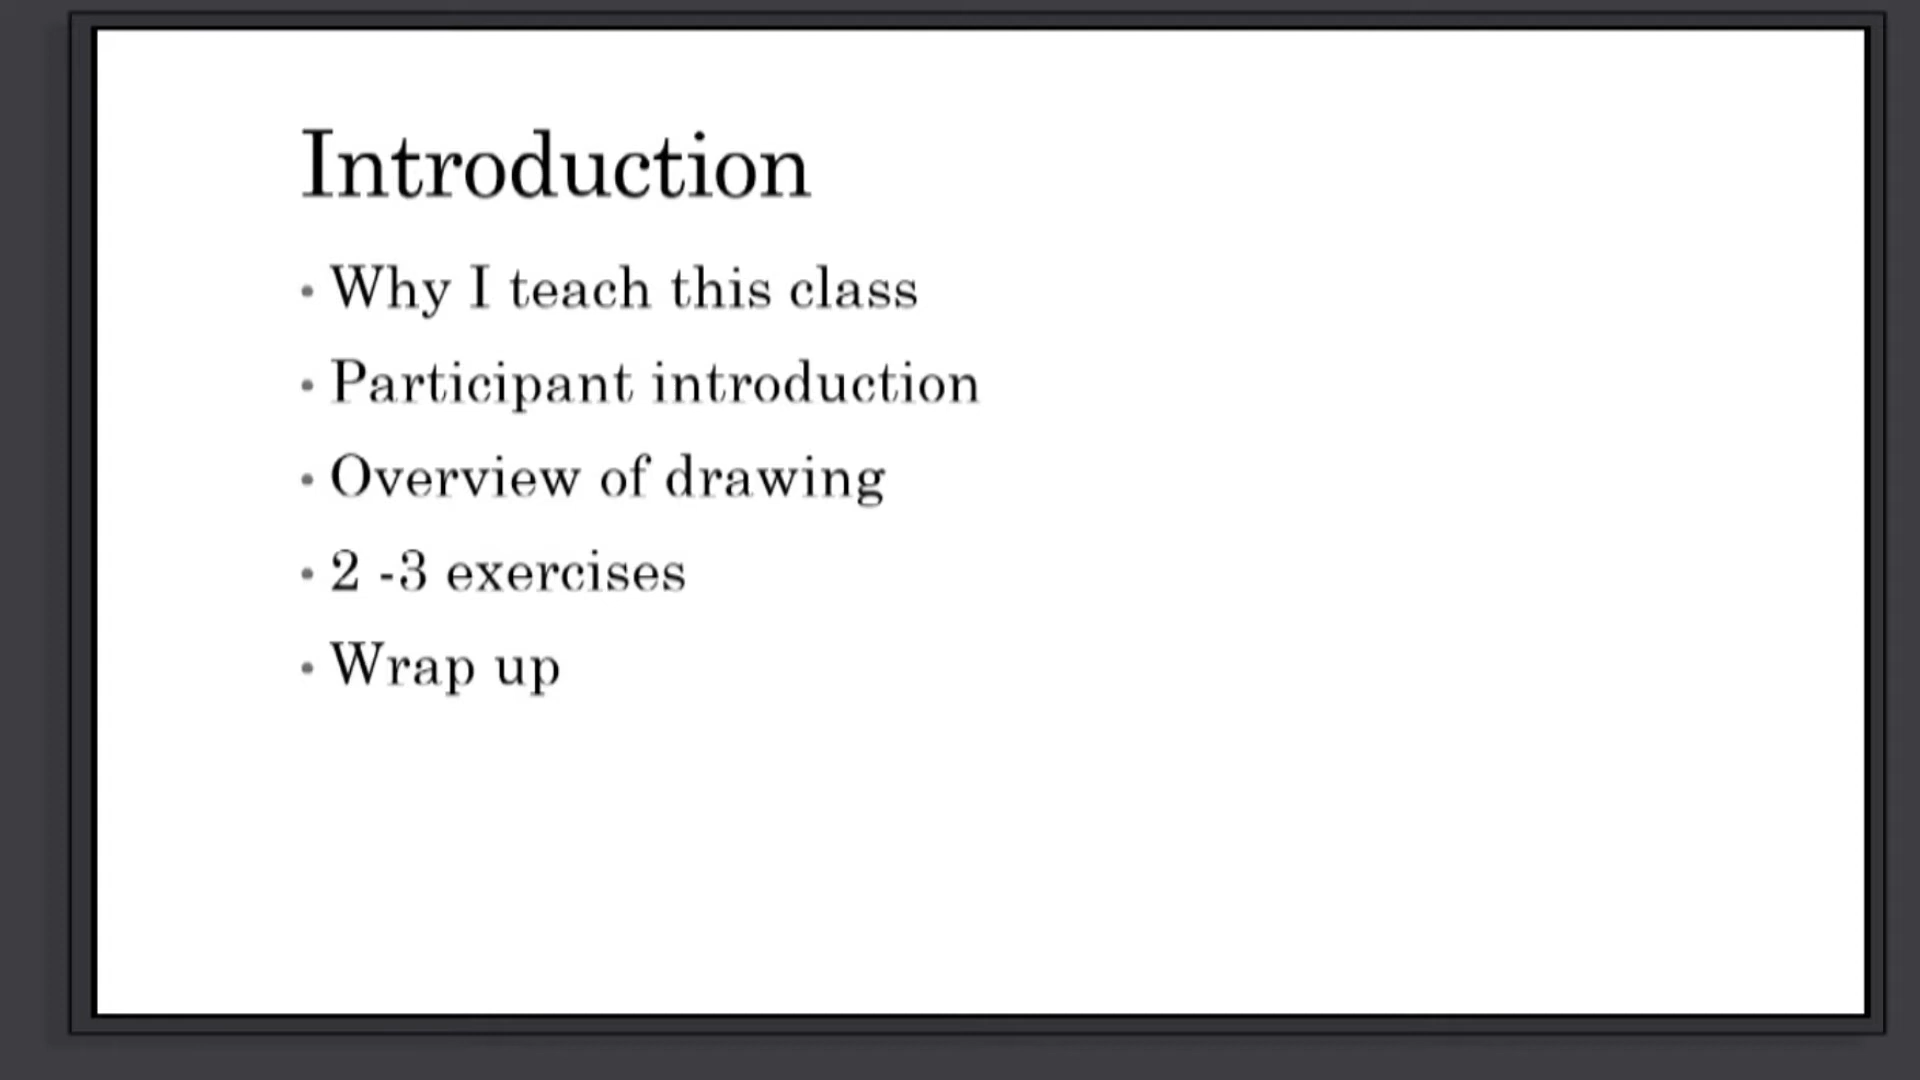 Introduction
• Why I teach this class
• Participant introduction
• Overview of drawing
• 2 -3 exercises
• Wrap up